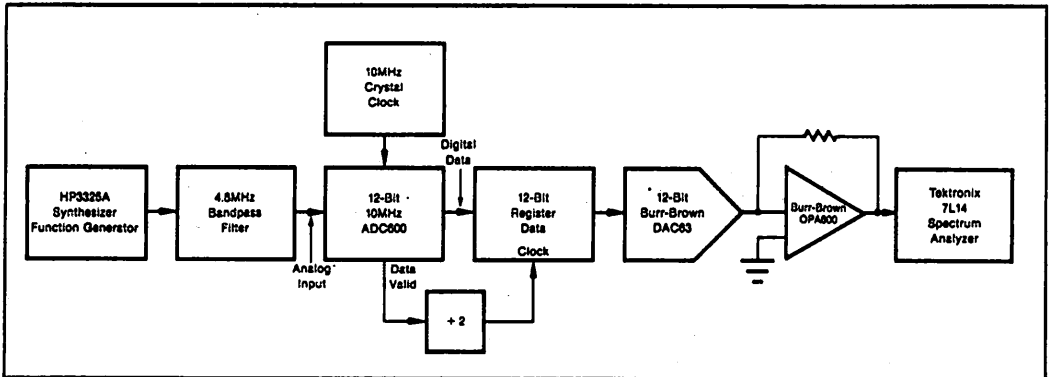 10MHz
Crystal
Clock
Digital
Data
HP3325A
Synthesizer
Function Generator
4.8MHz
Bandpass
Filter
12-Bit
10MHz
ADC600
12-Bit
Register
Data
Clock
12-Bit
Burr-Brown
DAC63
Burr-Brown
OPA600
Tektronix
7L14
Spectrum
Analyzer
Analog
Input
Data
Valid
÷ 2